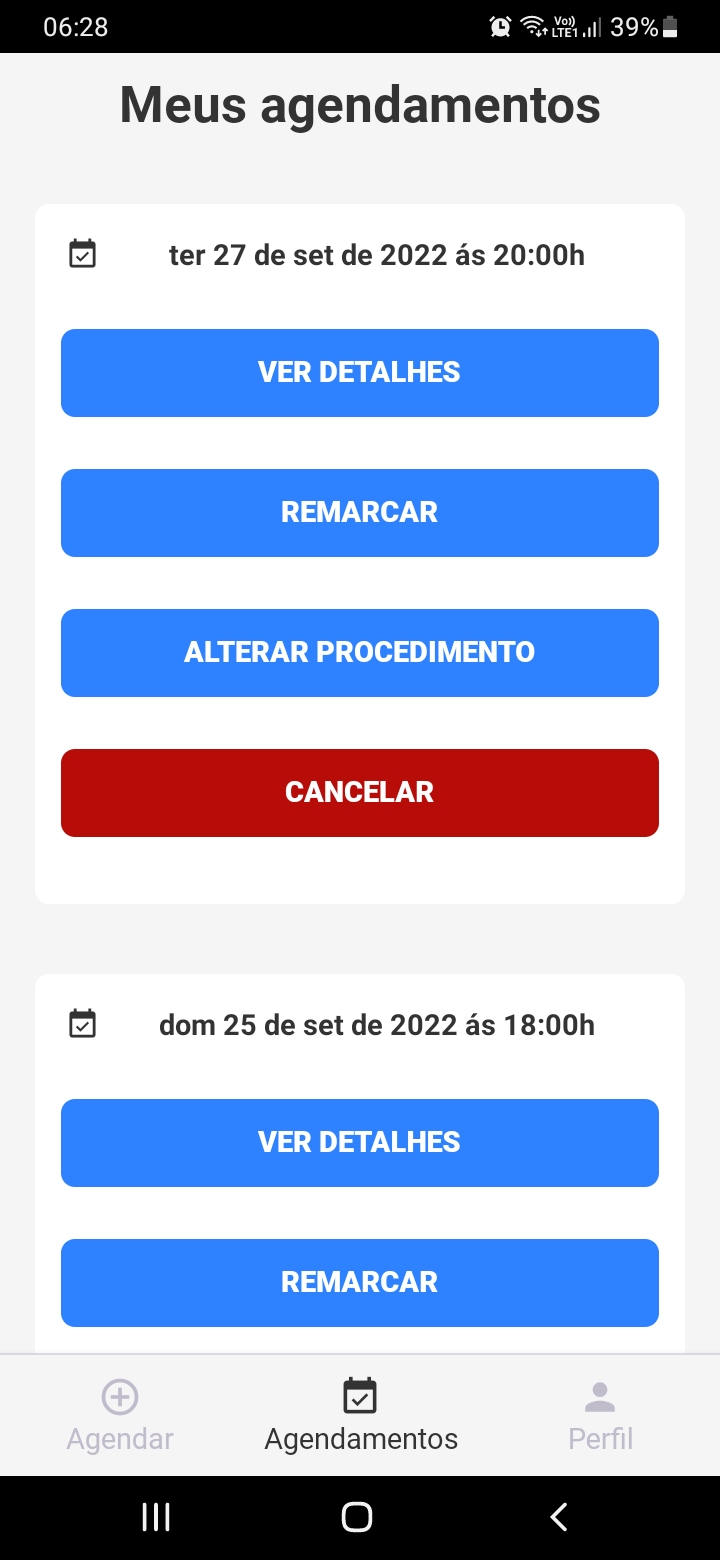 06:28
Vo))
LTE1
39%
Meus agendamentos
ter 27 de set de 2022 ás 20:00h
VER DETALHES
REMARCAR
ALTERAR PROCEDIMENTO
CANCELAR
dom 25 de set de 2022 ás 18:00h
VER DETALHES
REMARCAR
Agendar
Agendamentos
Perfil